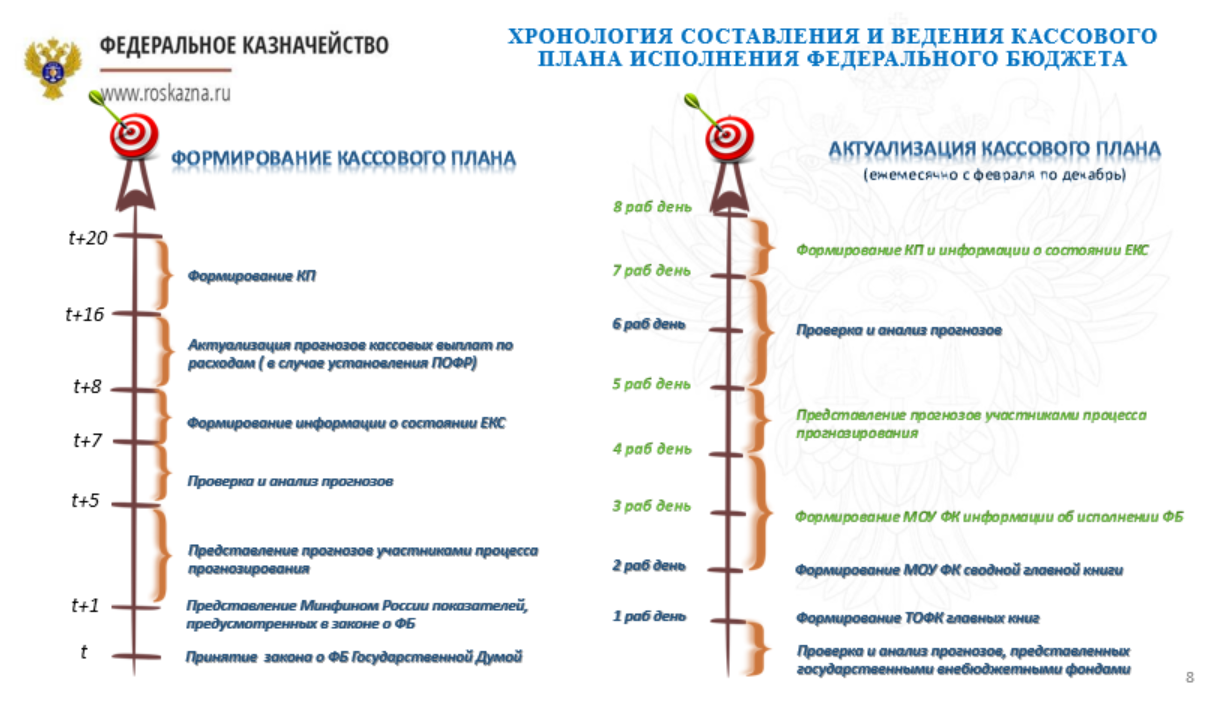 ФЕДЕРАЛЬНОЕ КАЗНАЧЕЙСТВО
www.roskazna.ru
ХРОНОЛОГИЯ СОСТАВЛЕНИЯ И ВЕДЕНИЯ КАССОВОГО
ПЛАНА ИСПОЛНЕНИЯ ФЕДЕРАЛЬНОГО БЮДЖЕТА
ФОРМИРОВАНИЕ КАССОВОГО ПЛАНА
t+20
Формирование КП
t+16
Актуализация прогнозов кассовых выплат по
расходам ( в случае установления ПОФР)
t+8
Формирование информации о состоянии ЕКС
t+7
Проверка и анализ прогнозов
t+5
Представление прогнозов участниками процесса
прогнозирования
t+1
Представление Минфином России показателей,
предусмотренных в законе о ФБ
t
Принятие закона о ФБ Государственной Думой
АКТУАЛИЗАЦИЯ КАССОВОГО ПЛАНА
(ежемесячно с февраля по декабрь)
8 раб день
Формирование КП и информации о состоянии ЕКС
7 раб день
6 раб день
Проверка и анализ прогнозов
5 раб день
Представление прогнозов участниками процесса
прогнозирования
4 раб день
3 раб день
Формирование МОУ ФК информации об исполнении ФБ
2 раб день
Формирование МОУ ФК сводной главной книги
1 раб день
Формирование ТОФК главных книг
Проверка и анализ прогнозов, представленных
государственными внебюджетными фондами
8